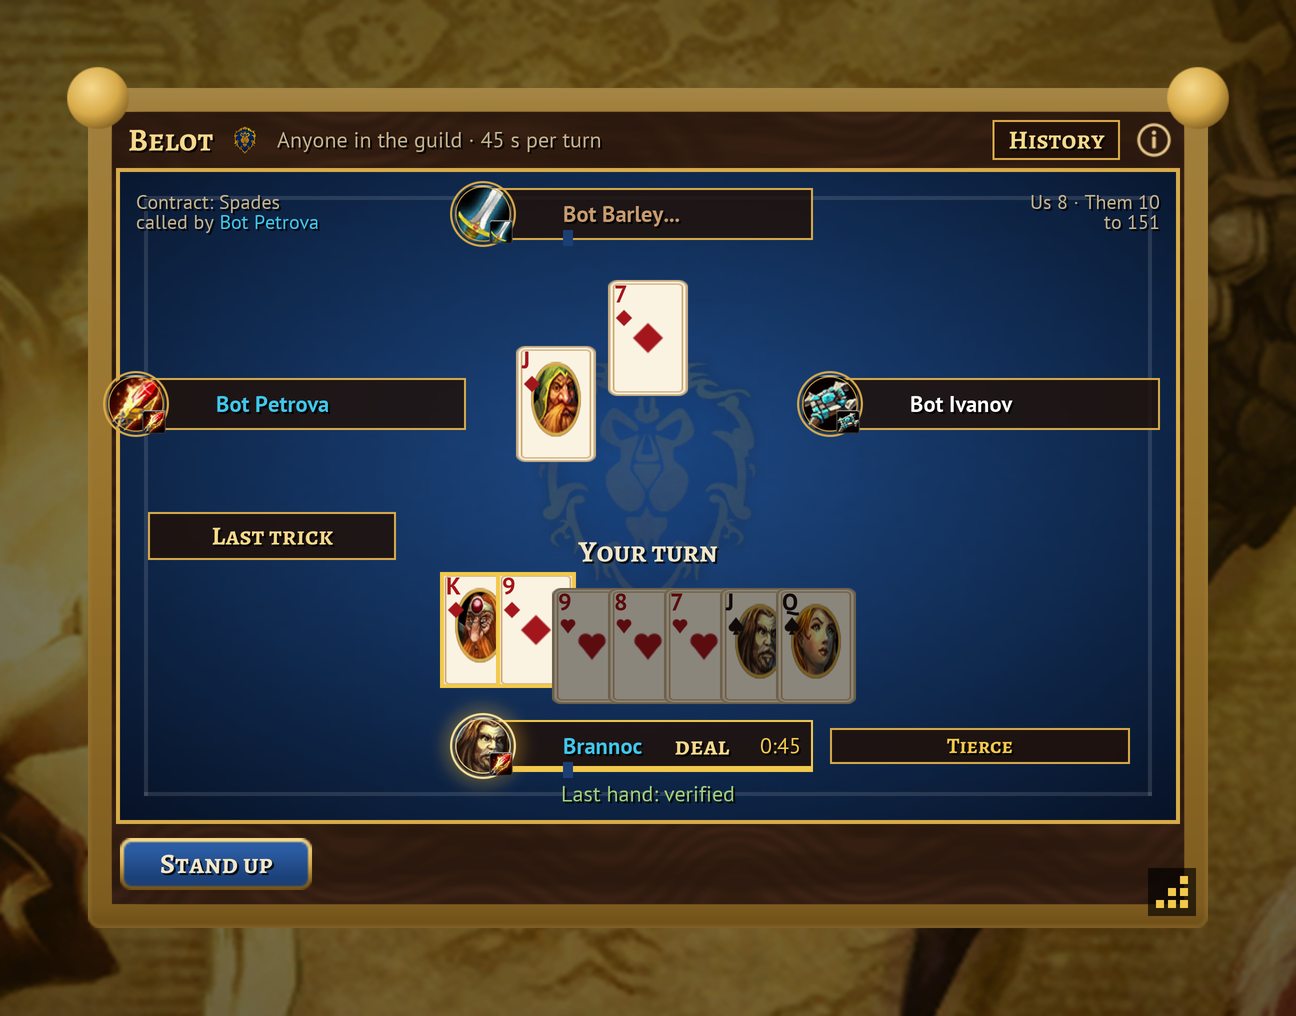 Belot
Anyone in the guild · 45 s per turn
History
Contract: Spades
called by Bot Petrova
Bot Barley...
Us 8 · Them 10
to 151
7
J
Bot Petrova
Bot Ivanov
Last trick
Your turn
K 9 9 8 7 J Q
Brannoc DEAL 0:45
Tierce
Last hand: verified
Stand up